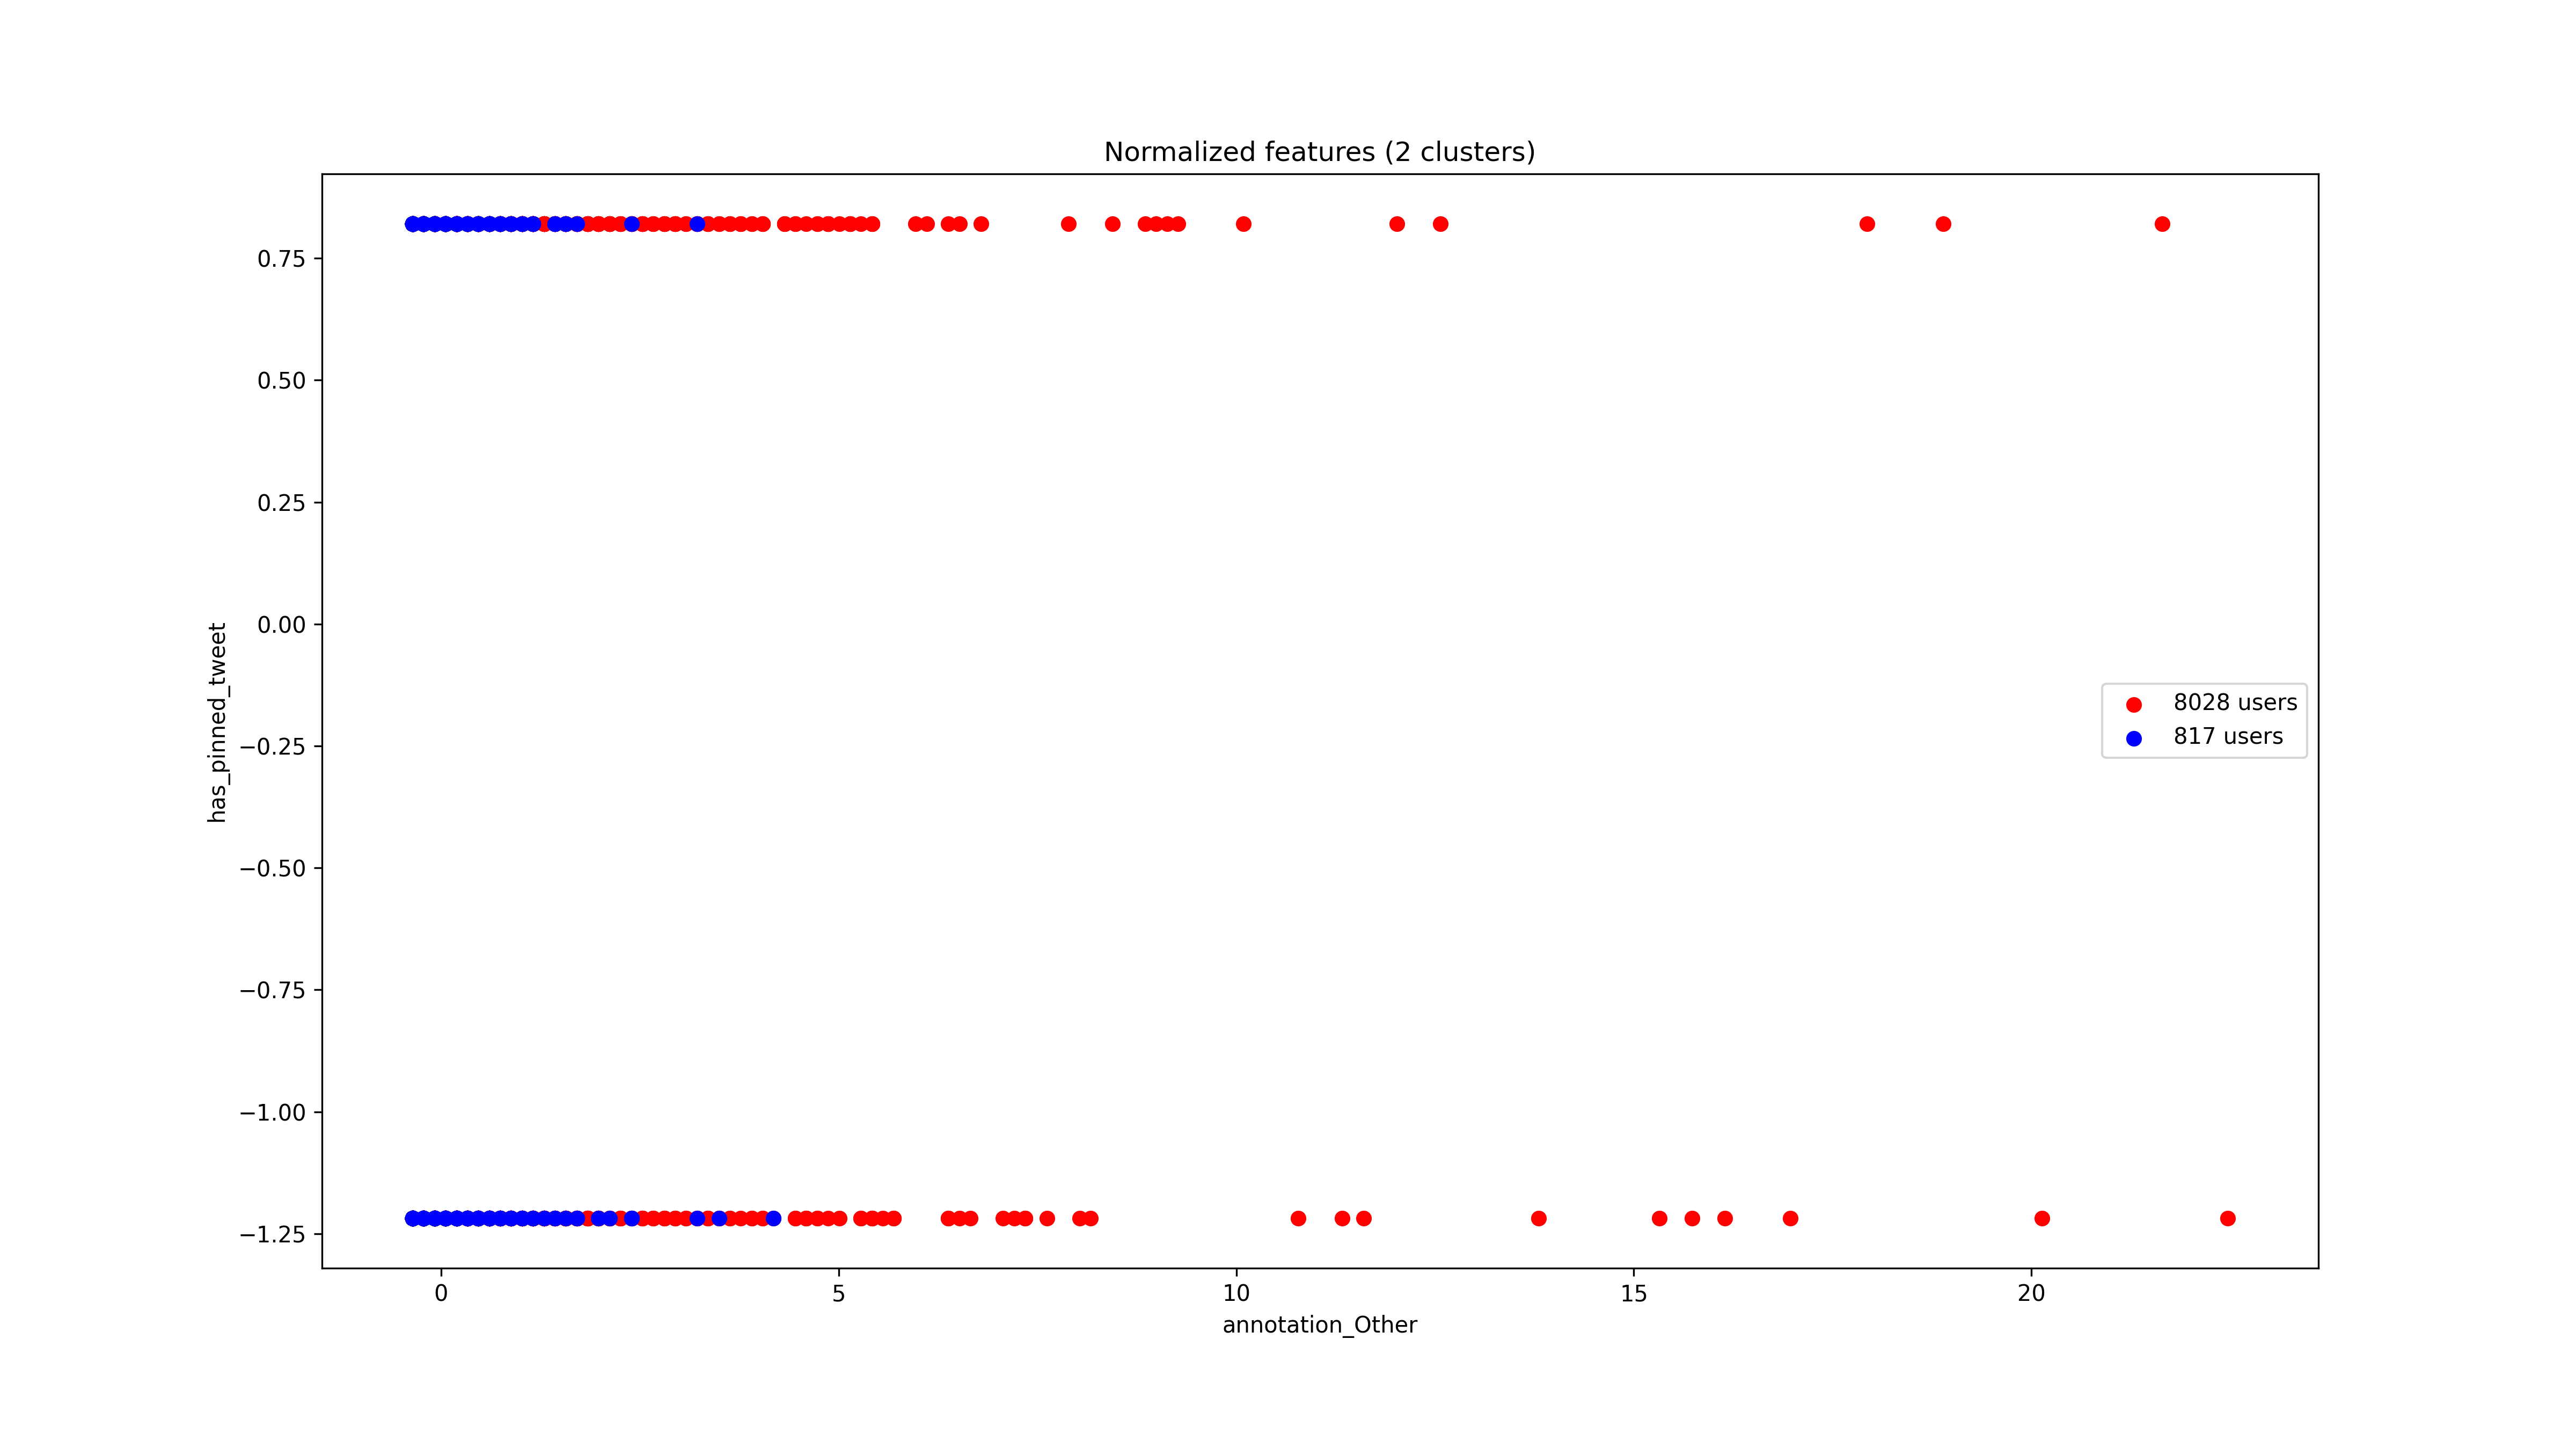 Normalized features (2 clusters)
0.75
0.50
0.25
0.00
−0.25
−0.50
−0.75
−1.00
−1.25
has_pinned_tweet
8028 users
817 users
0 5 10 15 20
annotation_Other